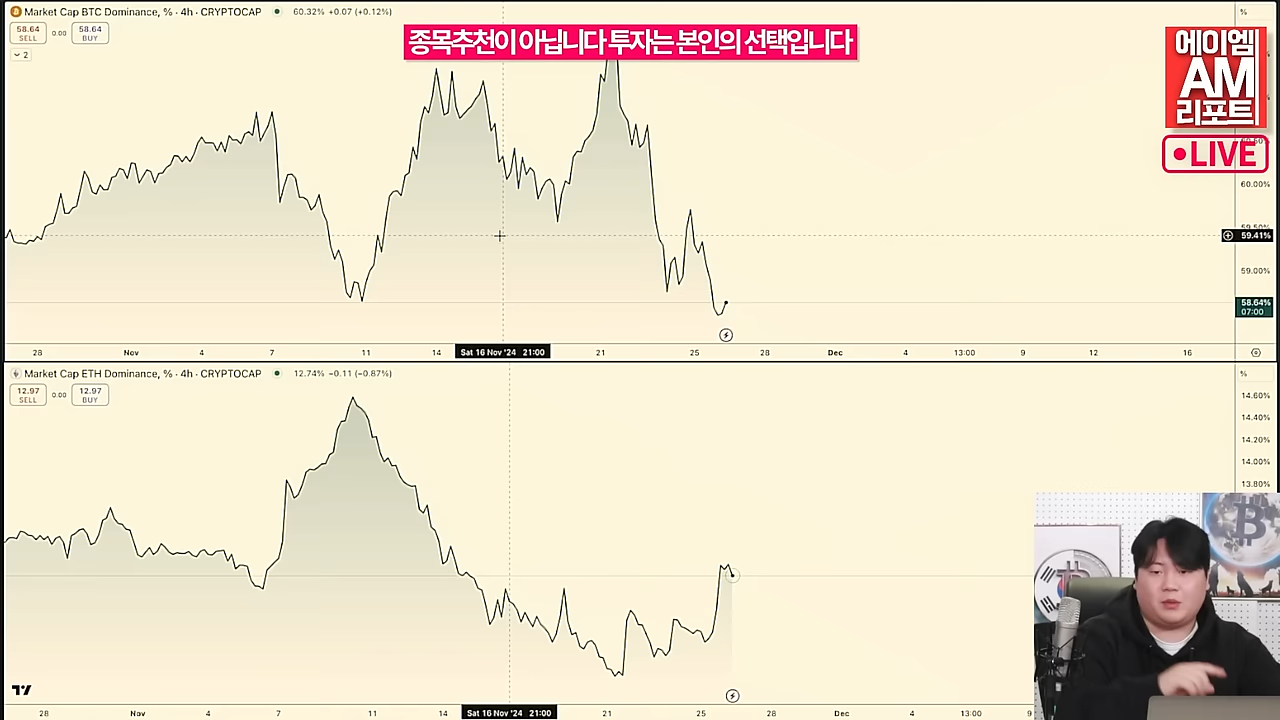 Market Cap BTC Dominance, % · 4h · CRYPTOCAP 60.32% +0.07 (+0.12%)
58.64 SELL 0.00 58.64 BUY
2
종목추천이 아닙니다 투자는 본인의 선택입니다
에이엠
AM
리포트
LIVE
%
60.00%
59.41%
59.00%
58.64%
07:00
28 Nov 4 7 11 14 Sat 16 Nov '24 21:00 21 25 28 Dec 4 13:00 9 12 16
Market Cap ETH Dominance, % · 4h · CRYPTOCAP 12.74% −0.11 (−0.87%)
12.97 SELL 0.00 12.97 BUY
%
14.60%
14.40%
14.20%
14.00%
13.80%
28 Nov 4 7 11 14 Sat 16 Nov '24 21:00 21 25 28 Dec 4 13:00 9